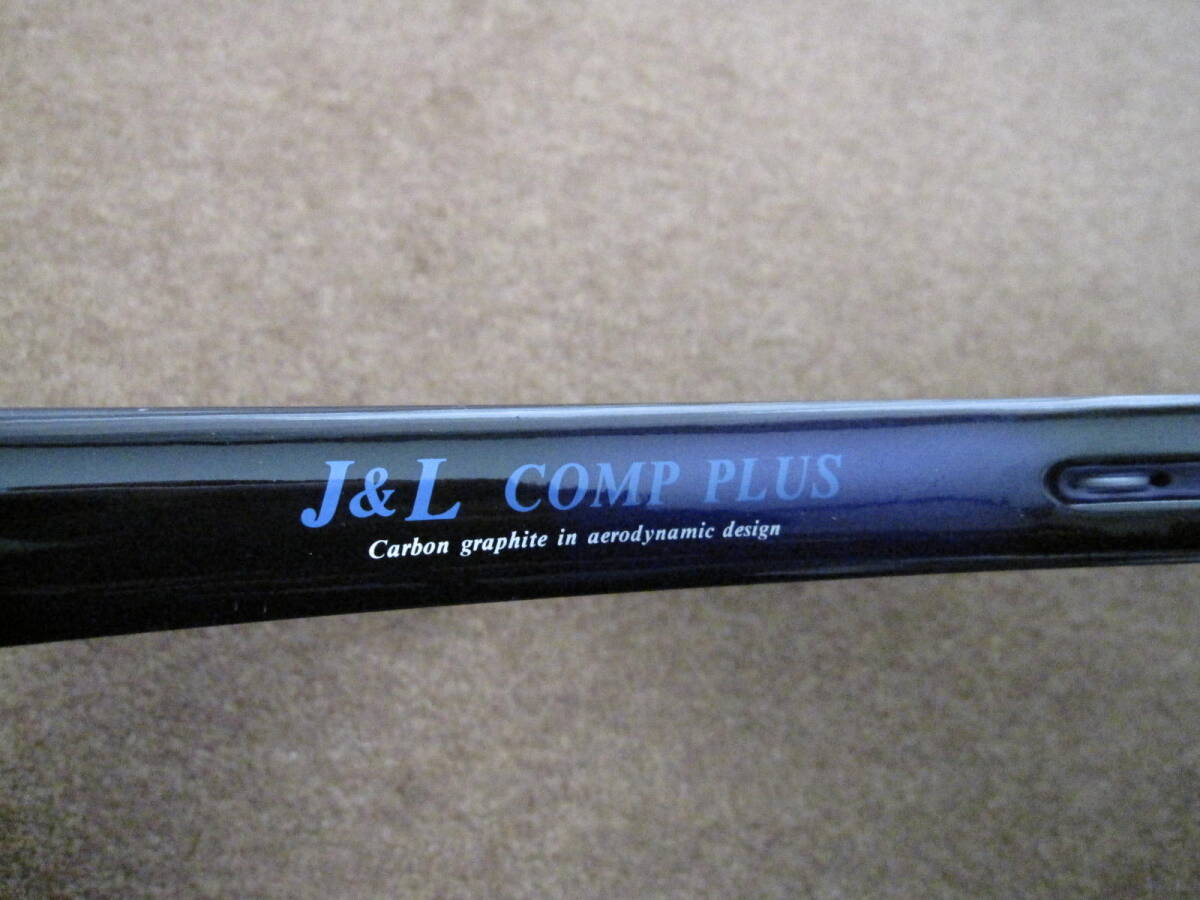 J&L COMP PLUS
Carbon graphite in aerodynamic design